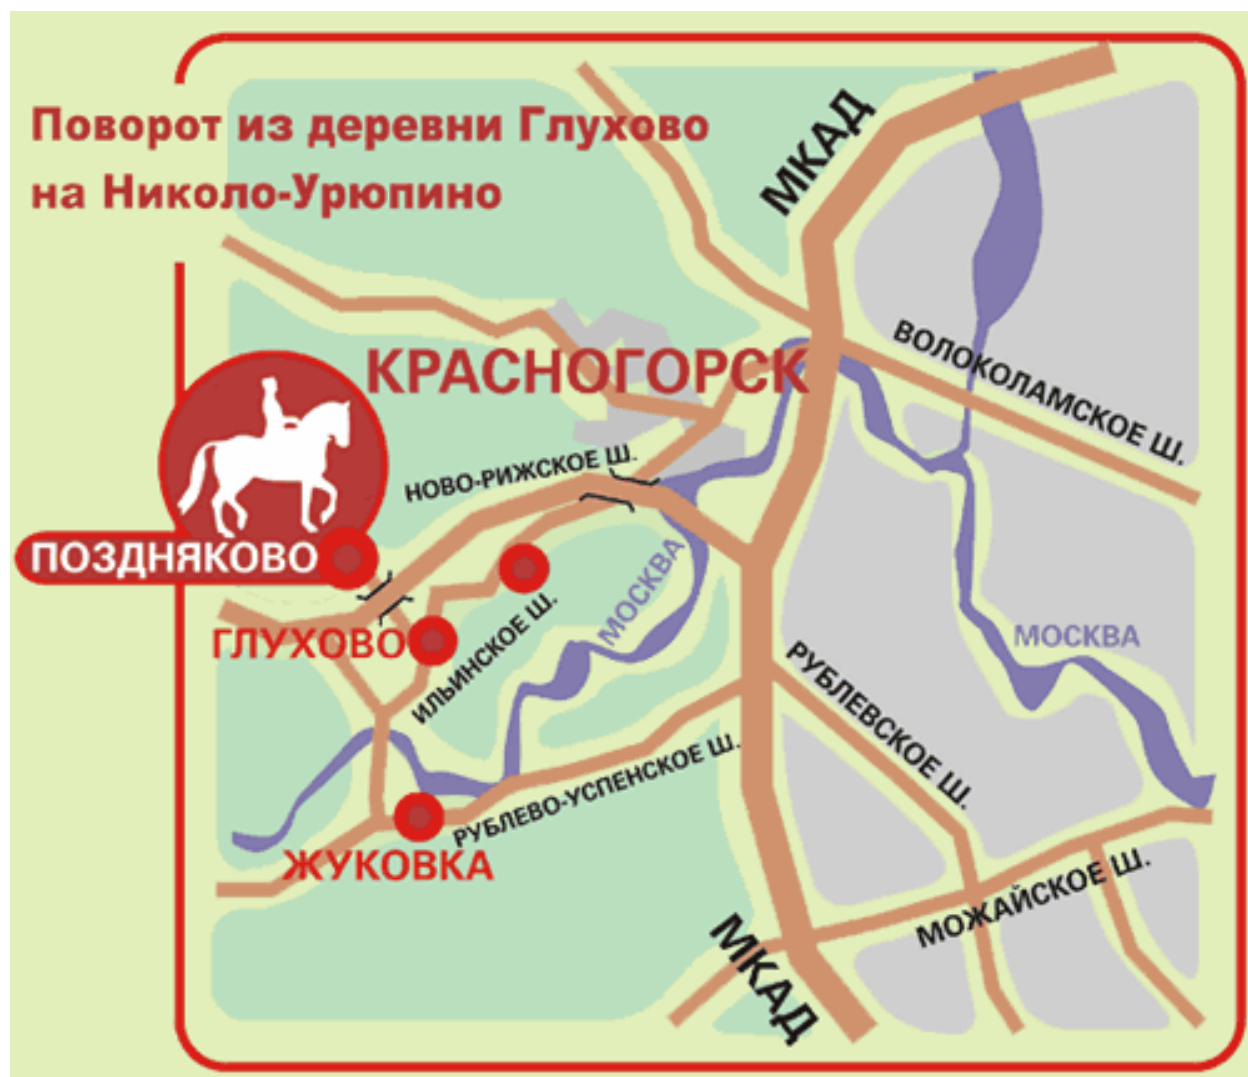 Поворот из деревни Глухово
на Николо-Урюпино
МКАД
ВОЛОКОЛАМСКОЕ Ш.
КРАСНОГОРСК
НОВО-РИЖСКОЕ Ш.
ПОЗДНЯКОВО
МОСКВА
ГЛУХОВО
ИЛЬИНСКОЕ Ш.
МОСКВА
РУБЛЕВСКОЕ Ш.
РУБЛЕВО-УСПЕНСКОЕ Ш.
ЖУКОВКА
МОЖАЙСКОЕ Ш.
МКАД